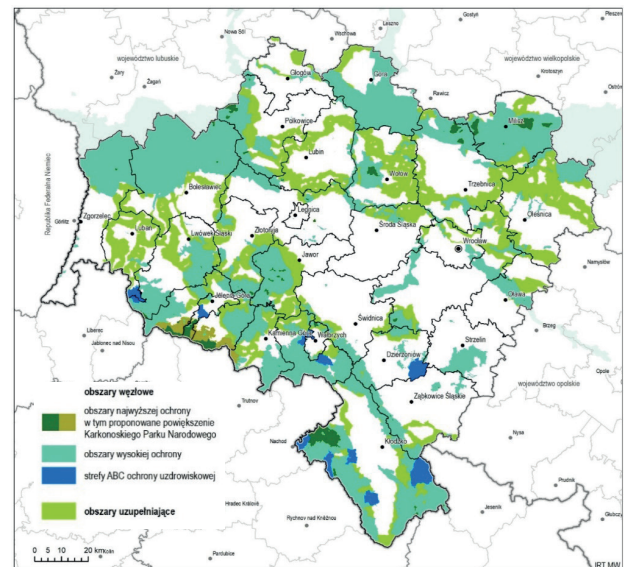 Gostyń
Pleszew
Leszno
Nowa Sól
Wschowa
województwo lubuskie
województwo wielkopolskie
Żary
Żagań
Głogów
Góra
Rawicz
Krotoszyn
Ostrów
Polkowice
Milicz
Lubin
Wołów
Trzebnica
Bolesławiec
Republika Federalna Niemiec
Görlitz
Zgorzelec
Legnica
Oleśnica
Lubań
Lwówek Śląski
Złotoryja
Środa Śląska
Wrocław
Jawor
Namysłów
Jelenia Góra
Oława
Świdnica
Brzeg
Liberec
Jablonec nad Nisou
Kamienna Góra
Wałbrzych
Strzelin
Dzierżoniów
Opole
województwo opolskie
Trutnov
Ząbkowice Śląskie
obszary węzłowe
obszary najwyższej ochrony
w tym proponowane powiększenie
Karkonoskiego Parku Narodowego
obszary wysokiej ochrony
strefy ABC ochrony uzdrowiskowej
obszary uzupełniające
Nachod
Kłodzko
Nysa
Prudnik
Hradec Králové
Rychnov nad Kněžnou
Jesenik
Głubczy
0 5 10 20 km
Kolín
Pardubice
IRT MW